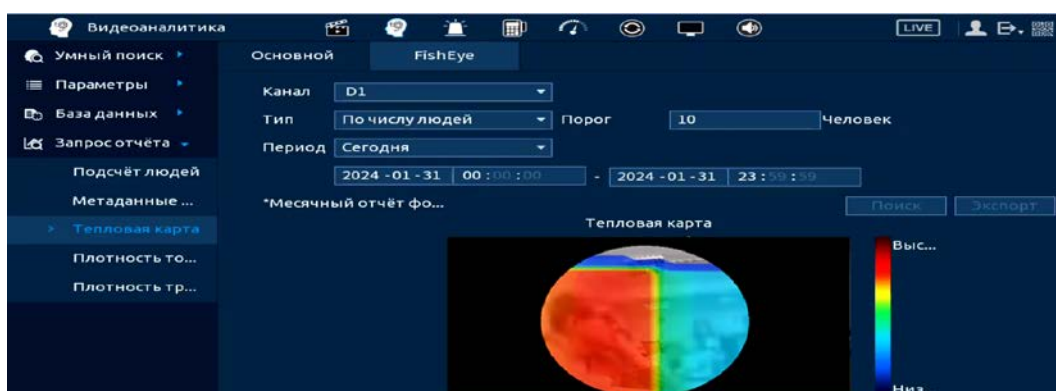 Видеоаналитика LIVE
Умный поиск
Параметры
База данных
Запрос отчёта
Подсчёт людей
Метаданные ...
Тепловая карта
Плотность то...
Плотность тр...
Основной FishEye
Канал D1
Тип По числу людей Порог 10 Человек
Период Сегодня
2024 -01 -31 00 : 00 : 00 - 2024 -01 -31 23 : 59 : 59
*Месячный отчёт фо... Поиск Экспорт
Тепловая карта
Выс...
Низ...